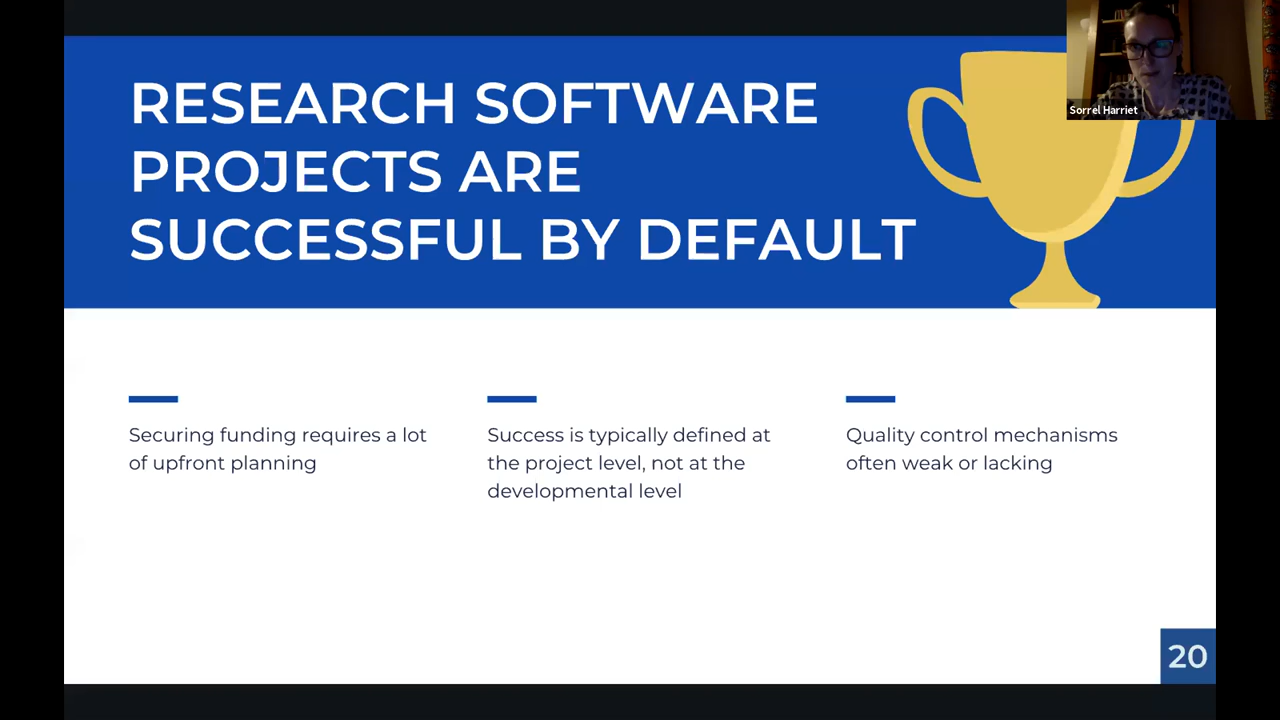 RESEARCH SOFTWARE
PROJECTS ARE
SUCCESSFUL BY DEFAULT
Sorrel Harriet
Securing funding requires a lot
of upfront planning
Success is typically defined at
the project level, not at the
developmental level
Quality control mechanisms
often weak or lacking
20